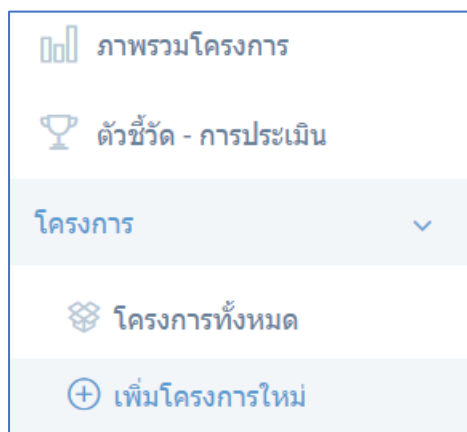 ภาพรวมโครงการ
ตัวชี้วัด - การประเมิน
โครงการ
โครงการทั้งหมด
เพิ่มโครงการใหม่